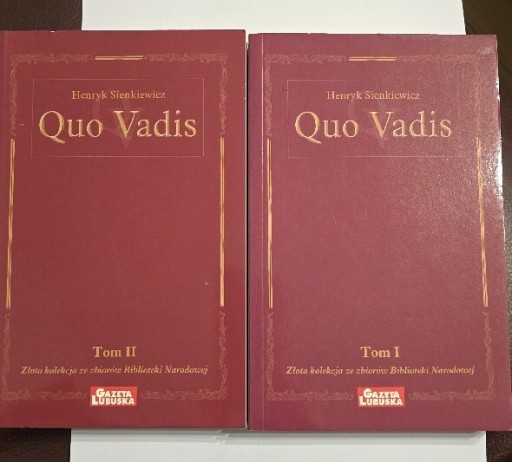 Henryk Sienkiewicz
Quo Vadis
Tom II
Złota kolekcja ze zbiorów Biblioteki Narodowej
GAZETA
LUBUSKA
Henryk Sienkiewicz
Quo Vadis
Tom I
Złota kolekcja ze zbiorów Biblioteki Narodowej
GAZETA
LUBUSKA